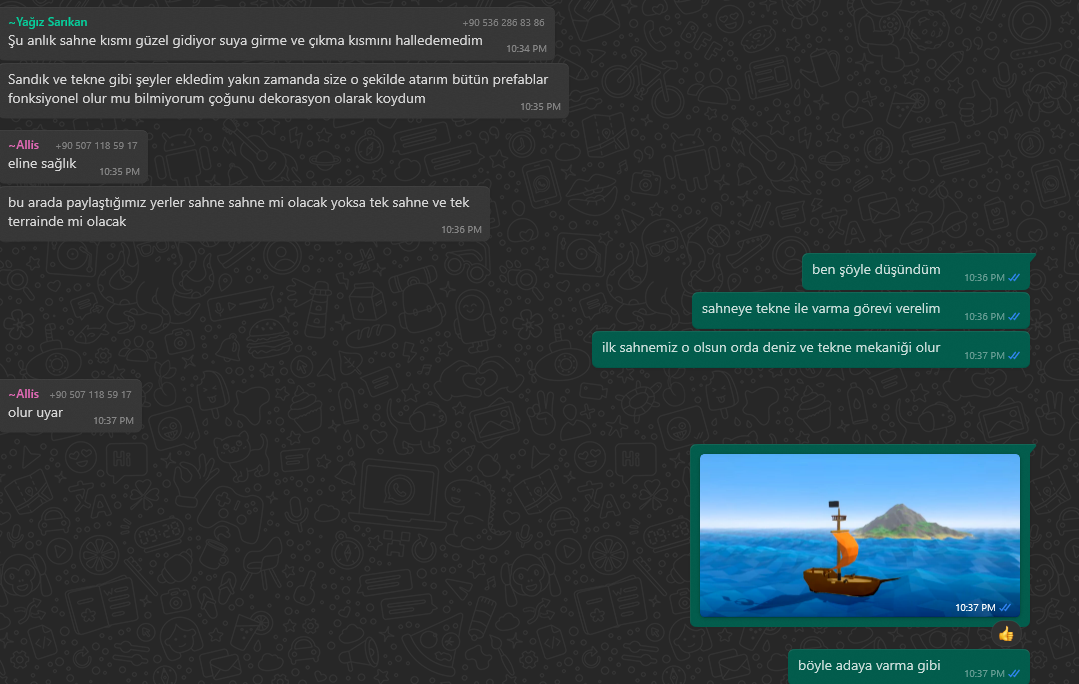 ~Yağız Sarıkan +90 536 286 83 86
Şu anlık sahne kısmı güzel gidiyor suya girme ve çıkma kısmını halledemedim
10:34 PM
Sandık ve tekne gibi şeyler ekledim yakın zamanda size o şekilde atarım bütün prefablar
fonksiyonel olur mu bilmiyorum çoğunu dekorasyon olarak koydum
10:35 PM
~Allis +90 507 118 59 17
eline sağlık
10:35 PM
bu arada paylaştığımız yerler sahne sahne mi olacak yoksa tek sahne ve tek
terrainde mi olacak
10:36 PM
ben şöyle düşündüm
10:36 PM
sahneye tekne ile varma görevi verelim
10:36 PM
ilk sahnemiz o olsun orda deniz ve tekne mekaniği olur
10:37 PM
~Allis +90 507 118 59 17
olur uyar
10:37 PM
10:37 PM
böyle adaya varma gibi
10:37 PM